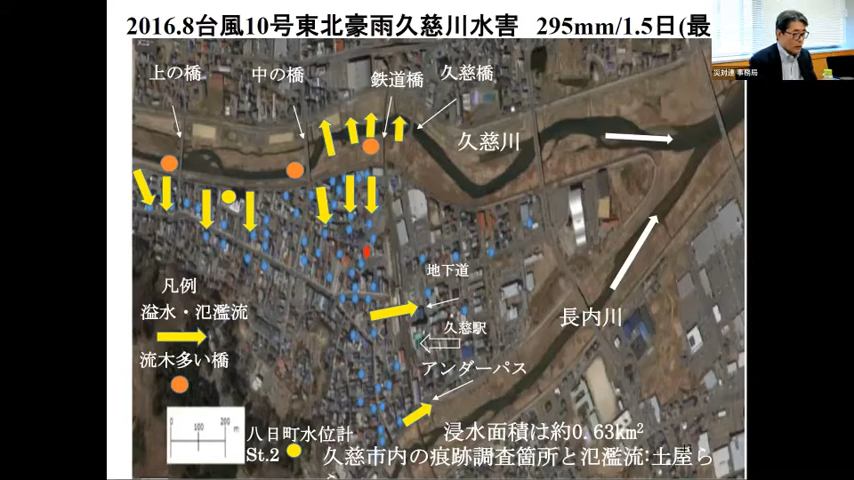 2016.8台風10号東北豪雨久慈川水害 295mm/1.5日(最
災対連 事務局
上の橋
中の橋
鉄道橋
久慈橋
久慈川
地下道
凡例
溢水・氾濫流
久慈駅
長内川
流木多い橋
アンダーパス
0 100 200 m
八日町水位計
St.2
浸水面積は約0.63km²
久慈市内の痕跡調査箇所と氾濫流:土屋ら